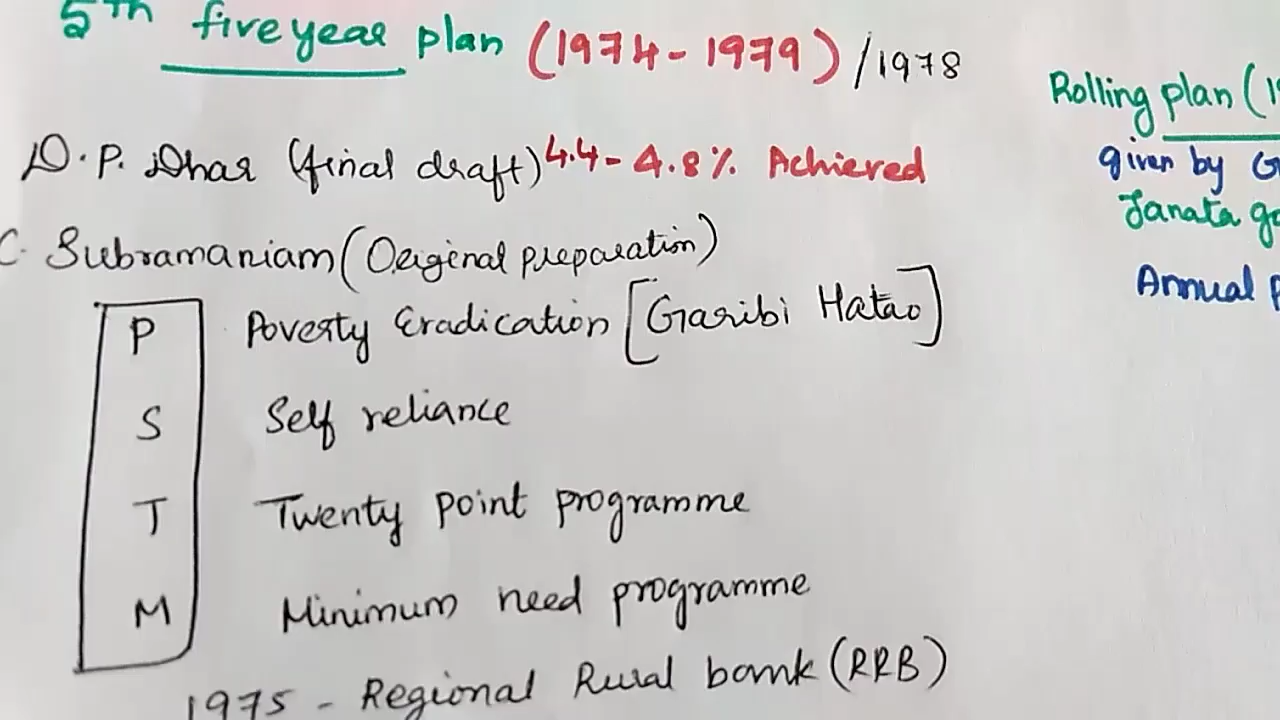 5th five year plan (1974-1979)/1978
D.P. Dhar (final draft) 4.4-4.8% Achieved
C. Subramaniam (Original preparation)
P Poverty Eradication [Garibi Hatao]
S Self reliance
T Twenty point programme
M Minimum need programme
1975 - Regional Rural bank (RRB)
Rolling plan (19
given by G
Janata go
Annual p